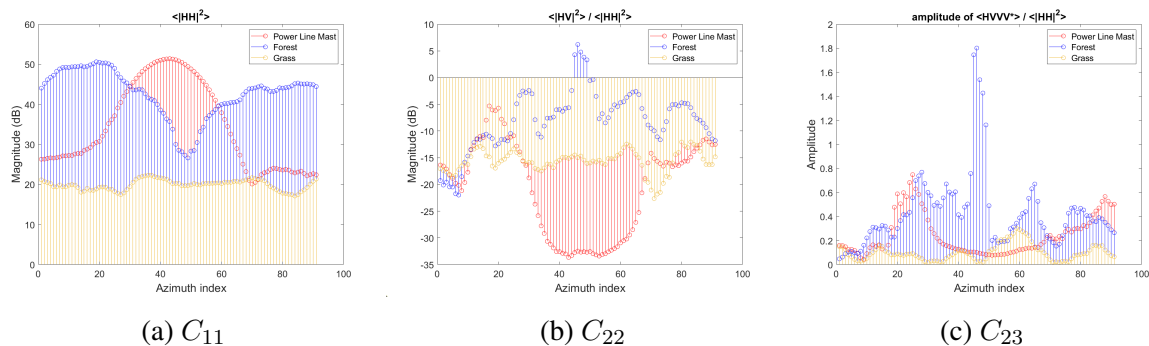 <|HH|²>
Magnitude (dB)
60
50
40
30
20
10
0
0 20 40 60 80 100
Azimuth index
Power Line Mast
Forest
Grass
(a) C₁₁
<|HV|²> / <|HH|²>
Magnitude (dB)
10
5
0
-5
-10
-15
-20
-25
-30
-35
0 20 40 60 80 100
Azimuth index
Power Line Mast
Forest
Grass
(b) C₂₂
amplitude of <HVVV*> / <|HH|²>
Amplitude
2
1.8
1.6
1.4
1.2
1
0.8
0.6
0.4
0.2
0
0 20 40 60 80 100
Azimuth index
Power Line Mast
Forest
Grass
(c) C₂₃